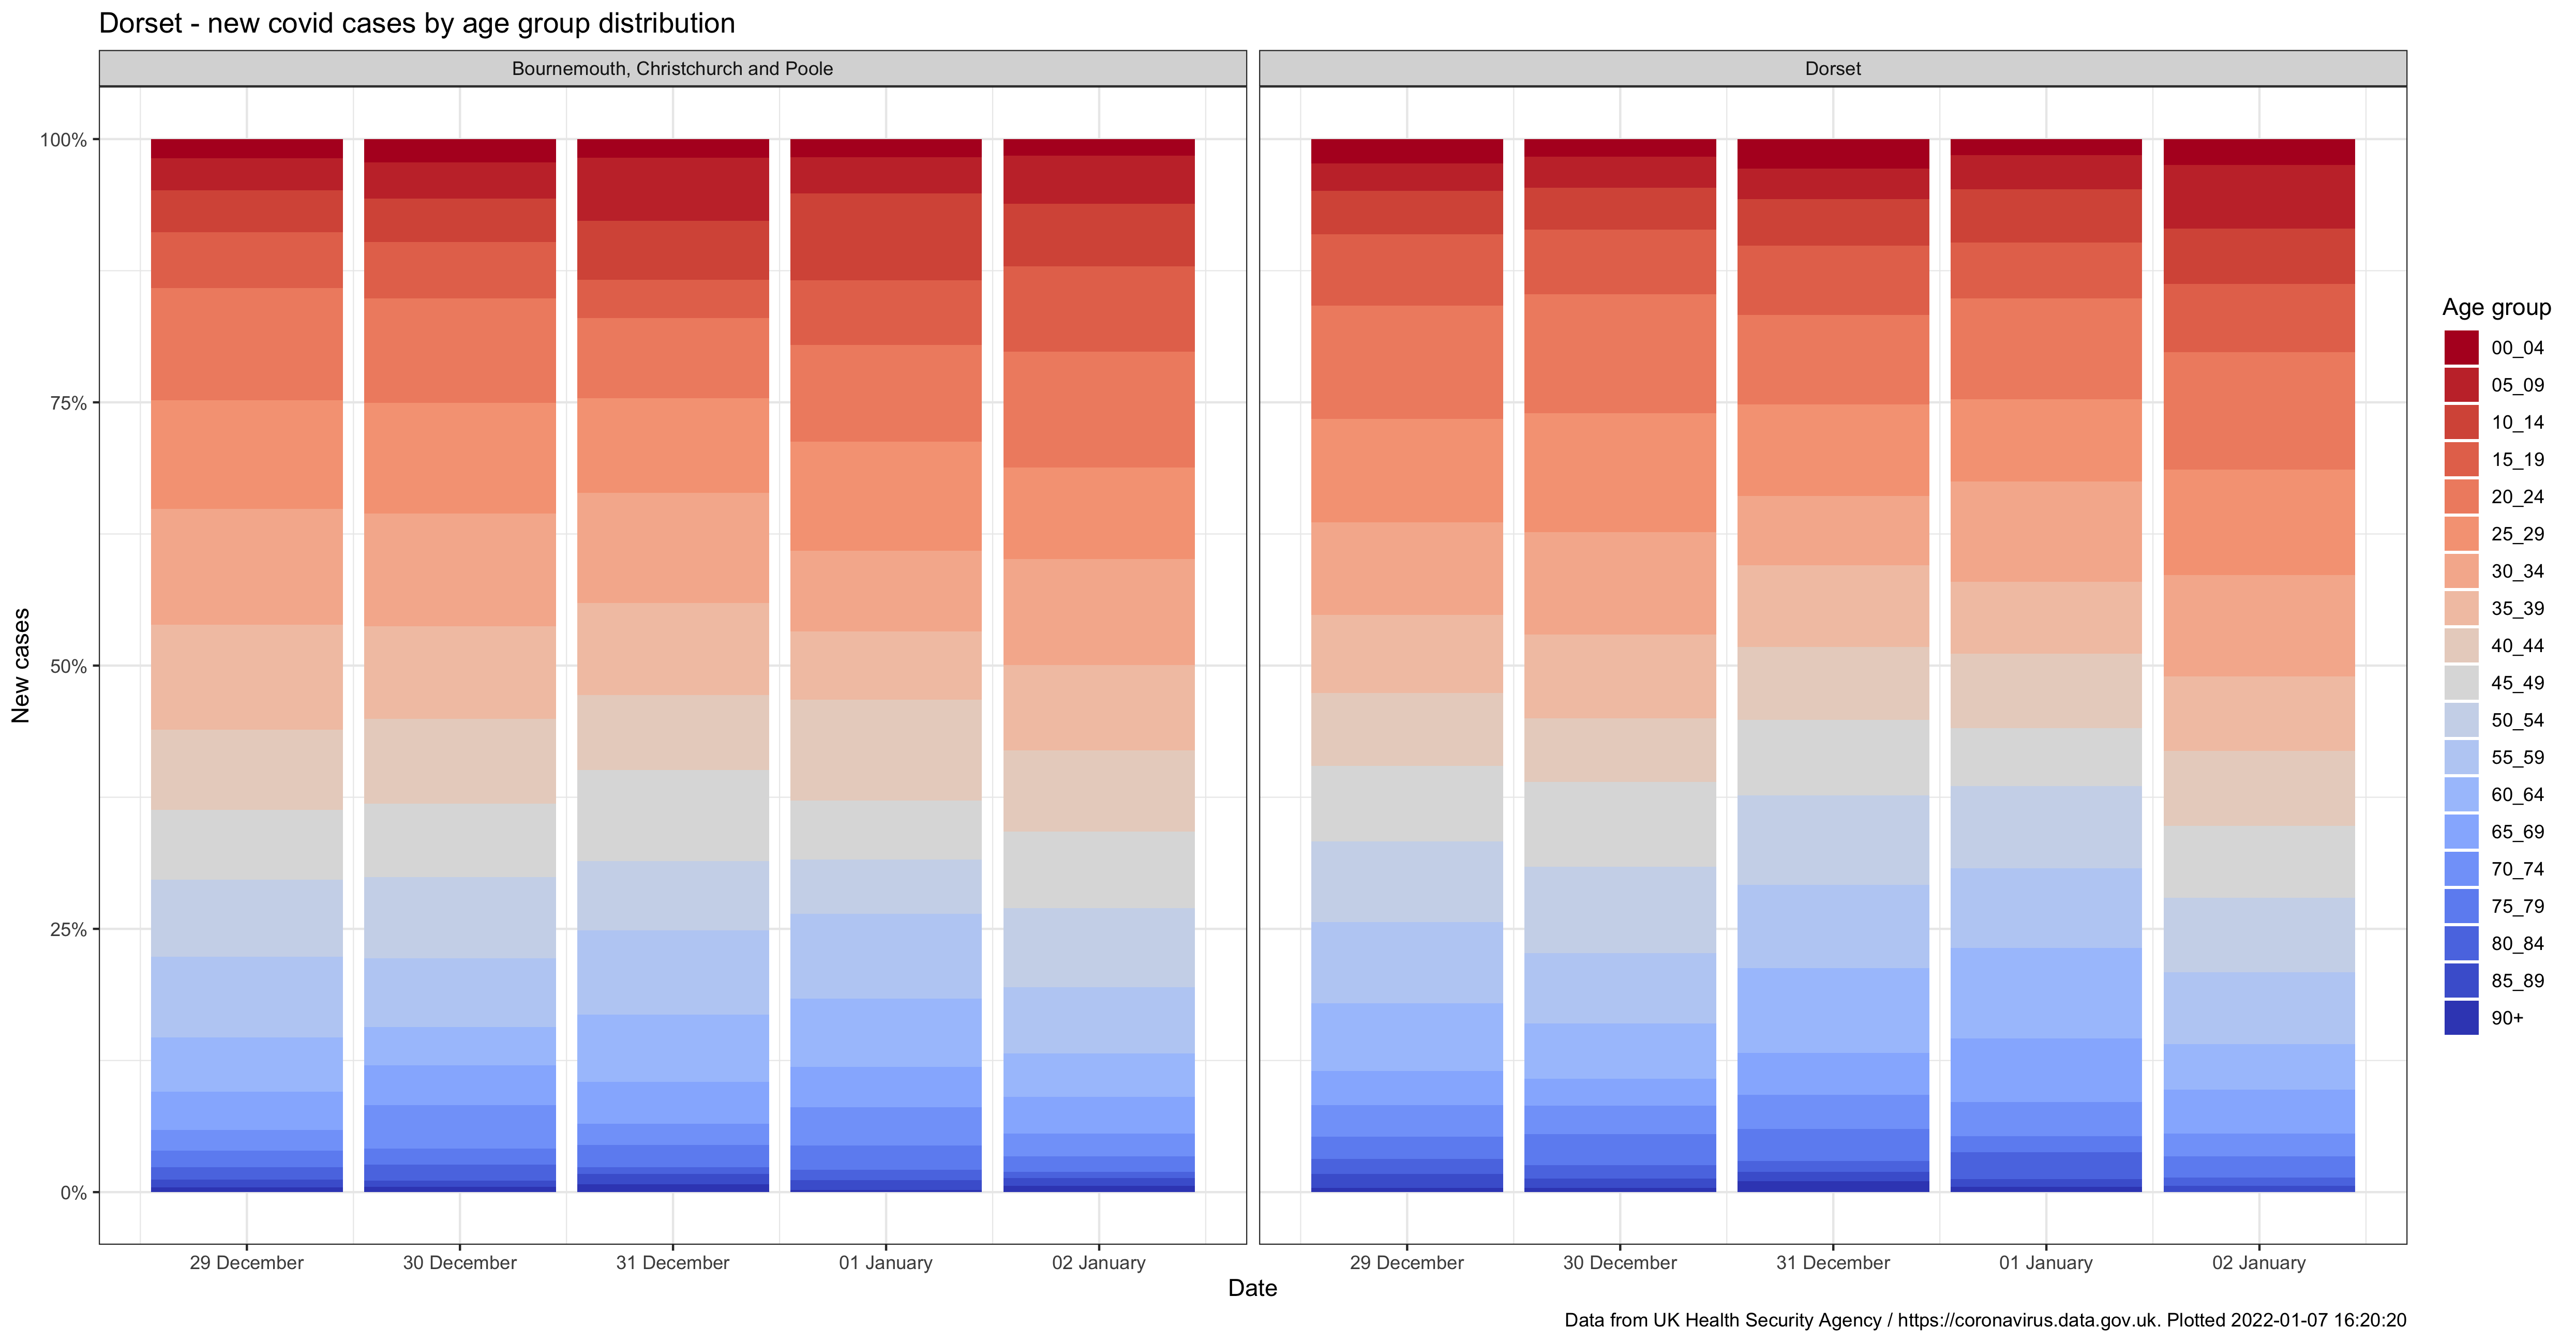 Dorset - new covid cases by age group distribution
Bournemouth, Christchurch and Poole
Dorset
100%
75%
50%
25%
0%
New cases
29 December
30 December
31 December
01 January
02 January
29 December
30 December
31 December
01 January
02 January
Date
Age group
00_04
05_09
10_14
15_19
20_24
25_29
30_34
35_39
40_44
45_49
50_54
55_59
60_64
65_69
70_74
75_79
80_84
85_89
90+
Data from UK Health Security Agency / https://coronavirus.data.gov.uk. Plotted 2022-01-07 16:20:20